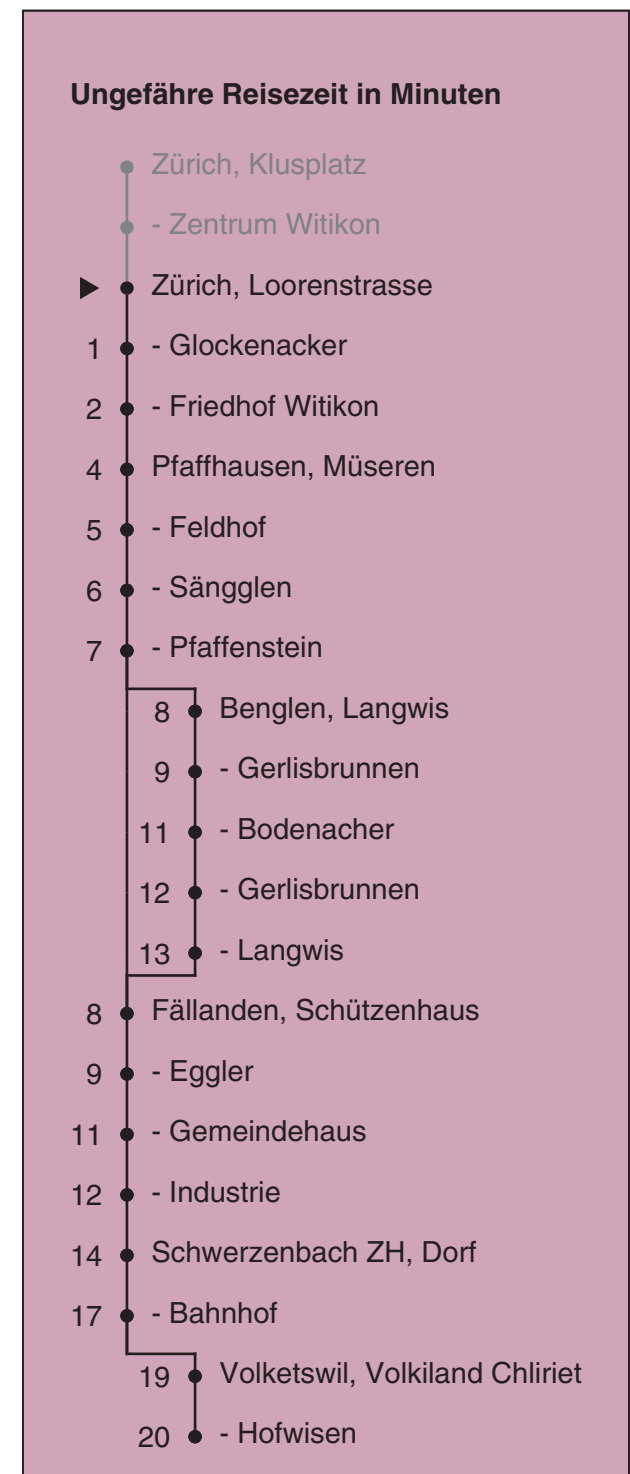 Ungefähre Reisezeit in Minuten
Zürich, Klusplatz
- Zentrum Witikon
Zürich, Loorenstrasse
1 - Glockenacker
2 - Friedhof Witikon
4 Pfaffhausen, Müseren
5 - Feldhof
6 - Sängglen
7 - Pfaffenstein
8 Benglen, Langwis
9 - Gerlisbrunnen
11 - Bodenacher
12 - Gerlisbrunnen
13 - Langwis
8 Fällanden, Schützenhaus
9 - Eggler
11 - Gemeindehaus
12 - Industrie
14 Schwerzenbach ZH, Dorf
17 - Bahnhof
19 Volketswil, Volkiland Chliriet
20 - Hofwisen